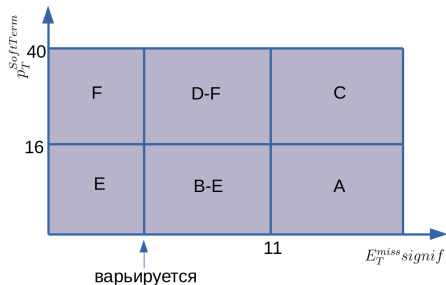 40
p_T^{SoftTerm}
F
D-F
C
16
E
B-E
A
11
E_T^{miss} signif
варьируется